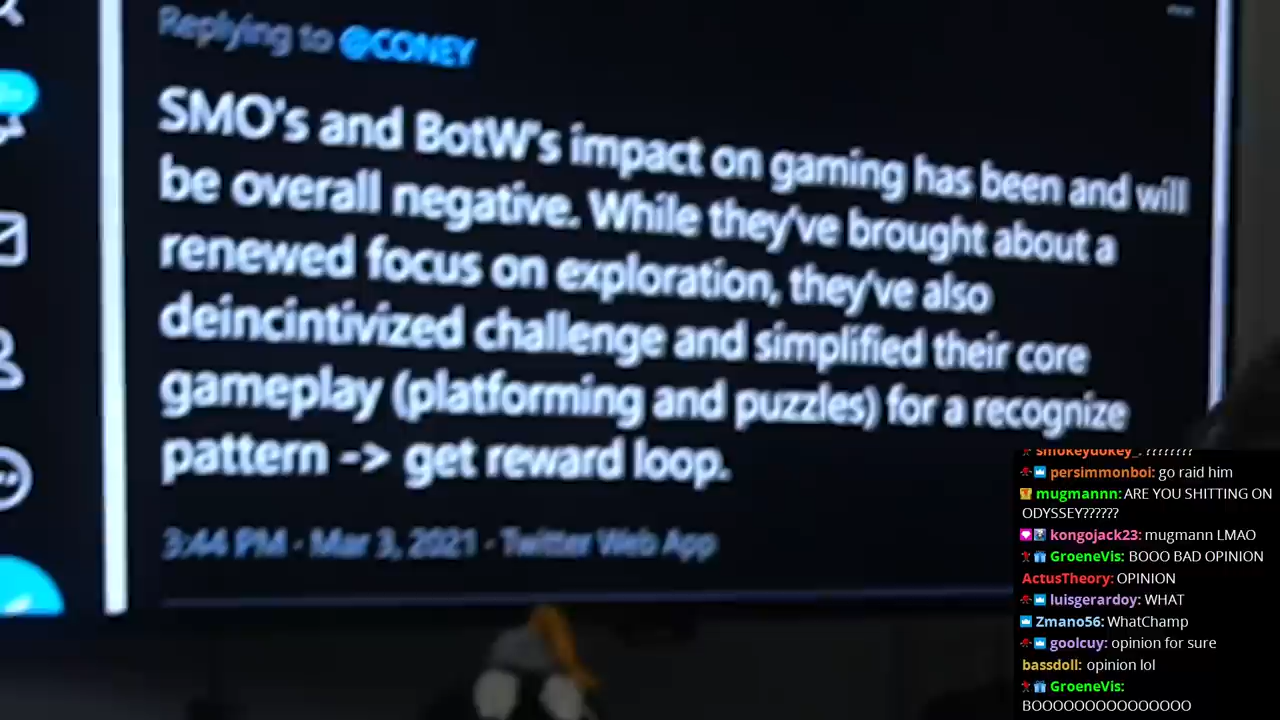 Replying to @CONEY
SMO's and BotW's impact on gaming has been and will
be overall negative. While they've brought about a
renewed focus on exploration, they've also
deincintivized challenge and simplified their core
gameplay (platforming and puzzles) for a recognize
pattern -> get reward loop.
3:44 PM · Mar 3, 2021 · Twitter Web App
smokeydokey_: ????????
persimmonboi: go raid him
mugmannn: ARE YOU SHITTING ON
ODYSSEY??????
kongojack23: mugmann LMAO
GroeneVis: BOOO BAD OPINION
ActusTheory: OPINION
luisgerardoy: WHAT
Zmano56: WhatChamp
goolcuy: opinion for sure
bassdoll: opinion lol
GroeneVis:
BOOOOOOOOOOOOOOO